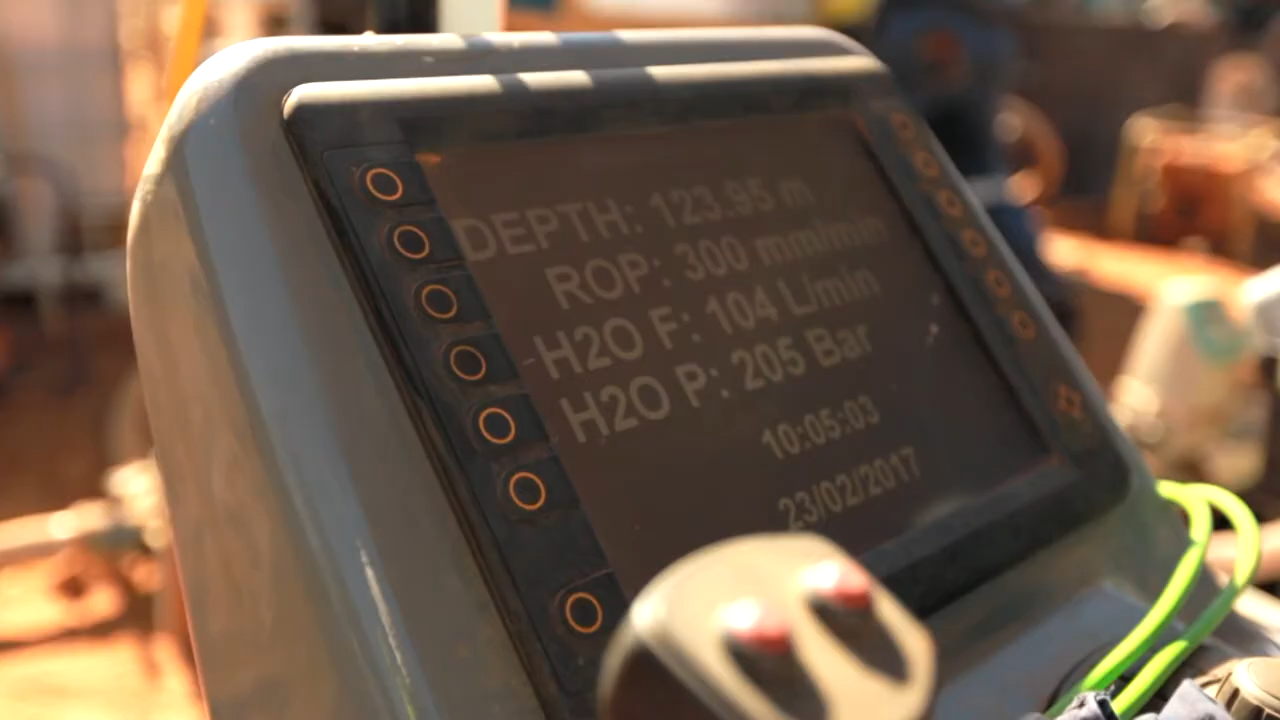 DEPTH: 123.95 m
ROP: 300 mm/min
H2O F: 104 L/min
H2O P: 205 Bar
10:05:03
23/02/2017